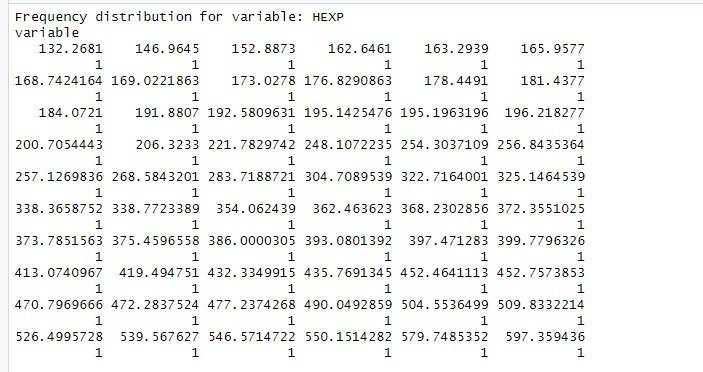 Frequency distribution for variable: HEXP
variable
132.2681 146.9645 152.8873 162.6461 163.2939 165.9577
1 1 1 1 1 1
168.7424164 169.0221863 173.0278 176.8290863 178.4491 181.4377
1 1 1 1 1 1
184.0721 191.8807 192.5809631 195.1425476 195.1963196 196.218277
1 1 1 1 1 1
200.7054443 206.3233 221.7829742 248.1072235 254.3037109 256.8435364
1 1 1 1 1 1
257.1269836 268.5843201 283.7188721 304.7089539 322.7164001 325.1464539
1 1 1 1 1 1
338.3658752 338.7723389 354.062439 362.463623 368.2302856 372.3551025
1 1 1 1 1 1
373.7851563 375.4596558 386.0000305 393.0801392 397.471283 399.7796326
1 1 1 1 1 1
413.0740967 419.494751 432.3349915 435.7691345 452.4641113 452.7573853
1 1 1 1 1 1
470.7969666 472.2837524 477.2374268 490.0492859 504.5536499 509.8332214
1 1 1 1 1 1
526.4995728 539.567627 546.5714722 550.1514282 579.7485352 597.359436
1 1 1 1 1 1